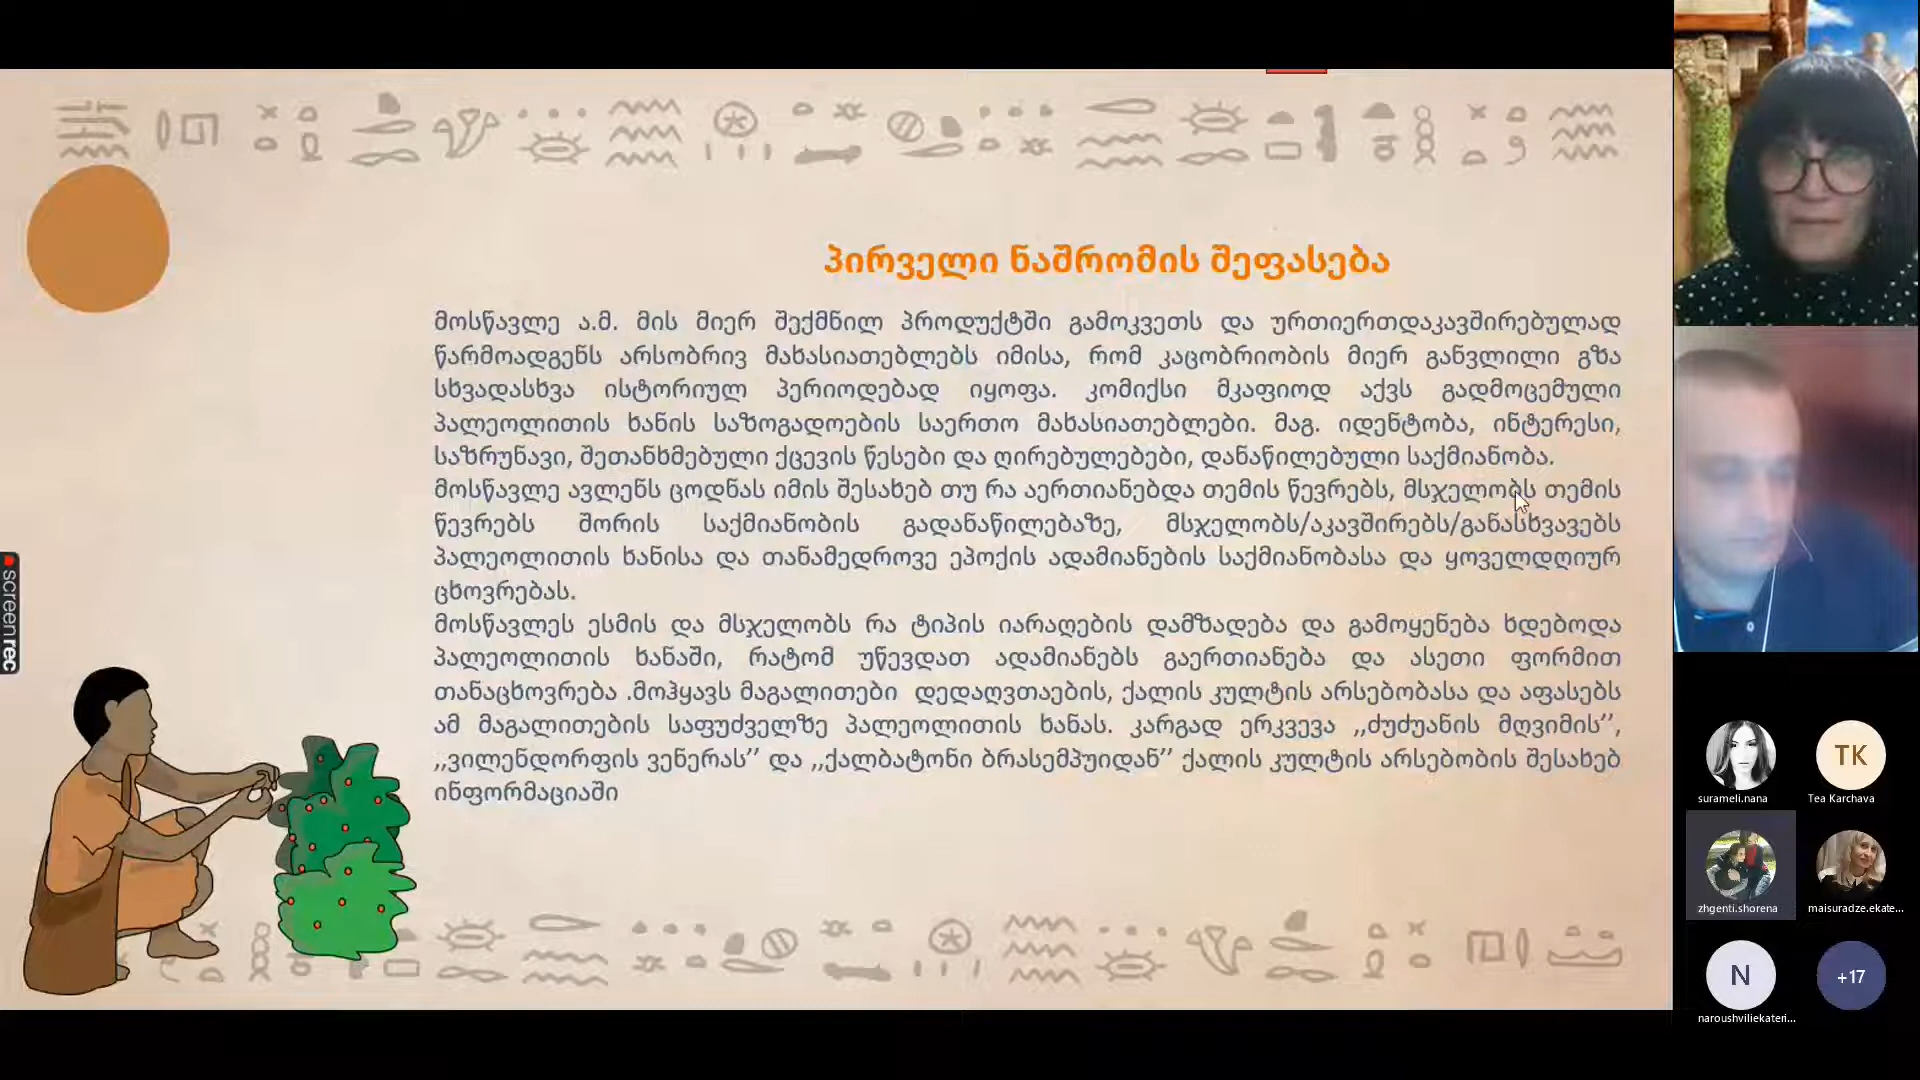 პირველი ნაშრომის შეფასება
მოსწავლე ა.მ. მის მიერ შექმნილ პროდუქტში გამოკვეთს და ურთიერთდაკავშირებულად
წარმოადგენს არსობრივ მახასიათებლებს იმისა, რომ კაცობრიობის მიერ განვლილი გზა
სხვადასხვა ისტორიულ პერიოდებად იყოფა. კომიქსი მკაფიოდ აქვს გადმოცემული
პალეოლითის ხანის საზოგადოების საერთო მახასიათებლები. მაგ. იდენტობა, ინტერესი,
საზრუნავი, შეთანხმებული ქცევის წესები და ღირებულებები, დანაწილებული საქმიანობა.
მოსწავლე ავლენს ცოდნას იმის შესახებ თუ რა აერთიანებდა თემის წევრებს, მსჯელობს თემის
წევრებს შორის საქმიანობის გადანაწილებაზე, მსჯელობს/აკავშირებს/განასხვავებს
პალეოლითის ხანისა და თანამედროვე ეპოქის ადამიანების საქმიანობასა და ყოველდღიურ
ცხოვრებას.
მოსწავლეს ესმის და მსჯელობს რა ტიპის იარაღების დამზადება და გამოყენება ხდებოდა
პალეოლითის ხანაში, რატომ უწევდათ ადამიანებს გაერთიანება და ასეთი ფორმით
თანაცხოვრება .მოჰყავს მაგალითები დედაღვთაების, ქალის კულტის არსებობასა და აფასებს
ამ მაგალითების საფუძველზე პალეოლითის ხანას. კარგად ერკვევა ,,ძუძუანის მღვიმის’’,
,,ვილენდორფის ვენერას’’ და ,,ქალბატონი ბრასემპუიდან’’ ქალის კულტის არსებობის შესახებ
ინფორმაციაში
screenrec
surameli.nana
TK
Tea Karchava
zhgenti.shorena
maisuradze.ekate...
N
naroushviliekateri...
+17